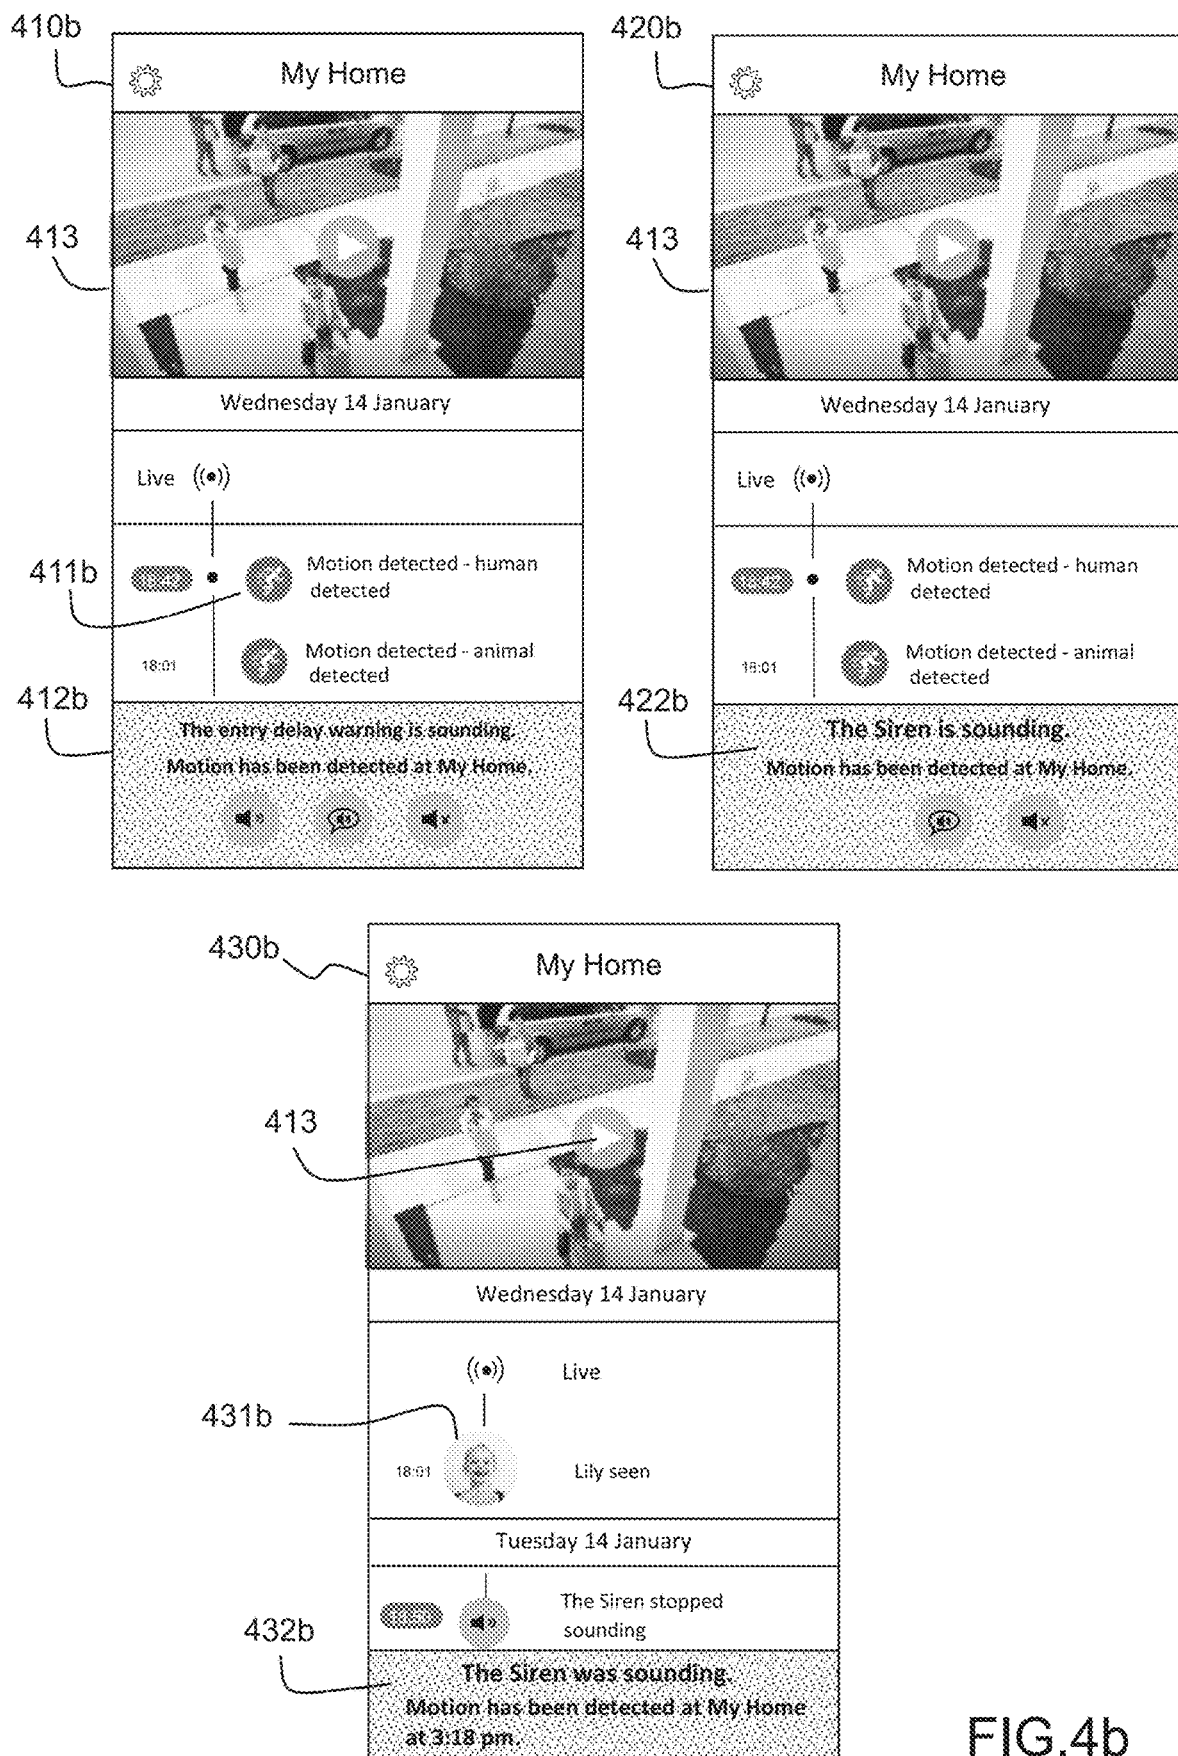 410b
My Home
413
Wednesday 14 January
Live
411b
Motion detected - human
detected
18:01
Motion detected - animal
detected
412b
The entry delay warning is sounding.
Motion has been detected at My Home.
420b
My Home
413
Wednesday 14 January
Live
Motion detected - human
detected
18:01
Motion detected - animal
detected
422b
The Siren is sounding.
Motion has been detected at My Home.
430b
My Home
413
Wednesday 14 January
Live
431b
18:01
Lily seen
Tuesday 14 January
The Siren stopped
sounding
432b
The Siren was sounding.
Motion has been detected at My Home
at 3:18 pm.
FIG.4b